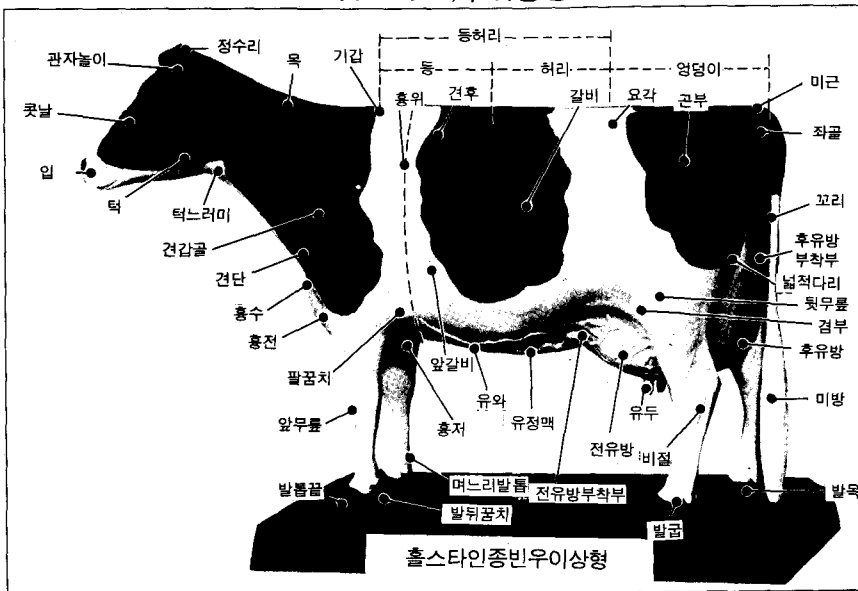 등허리
등
허리
엉덩이
정수리
관자놀이
목
기갑
콧날
흉위
견후
갈비
요각
곤부
미근
좌골
입
턱
턱느러미
꼬리
견갑골
후유방
부착부
견단
넓적다리
흉수
뒷무릎
흉전
겸부
팔꿈치
앞갈비
후유방
유와
유정맥
유두
미방
앞무릎
흉저
전유방
비절
며느리발톱
전유방부착부
발톱끝
발목
발뒤꿈치
발굽
홀스타인종빈우이상형